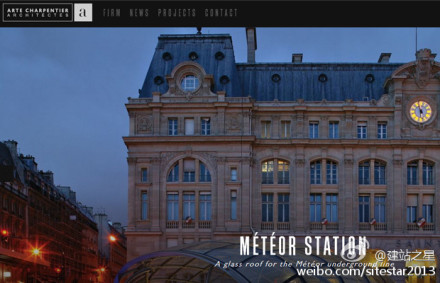 ARTE CHARPENTIER
ARCHITECTES
a
FIRM NEWS PROJECTS CONTACT
MÉTÉOR STATION
A glass roof for the Météor underground line
@建站之星
weibo.com/sitestar2013